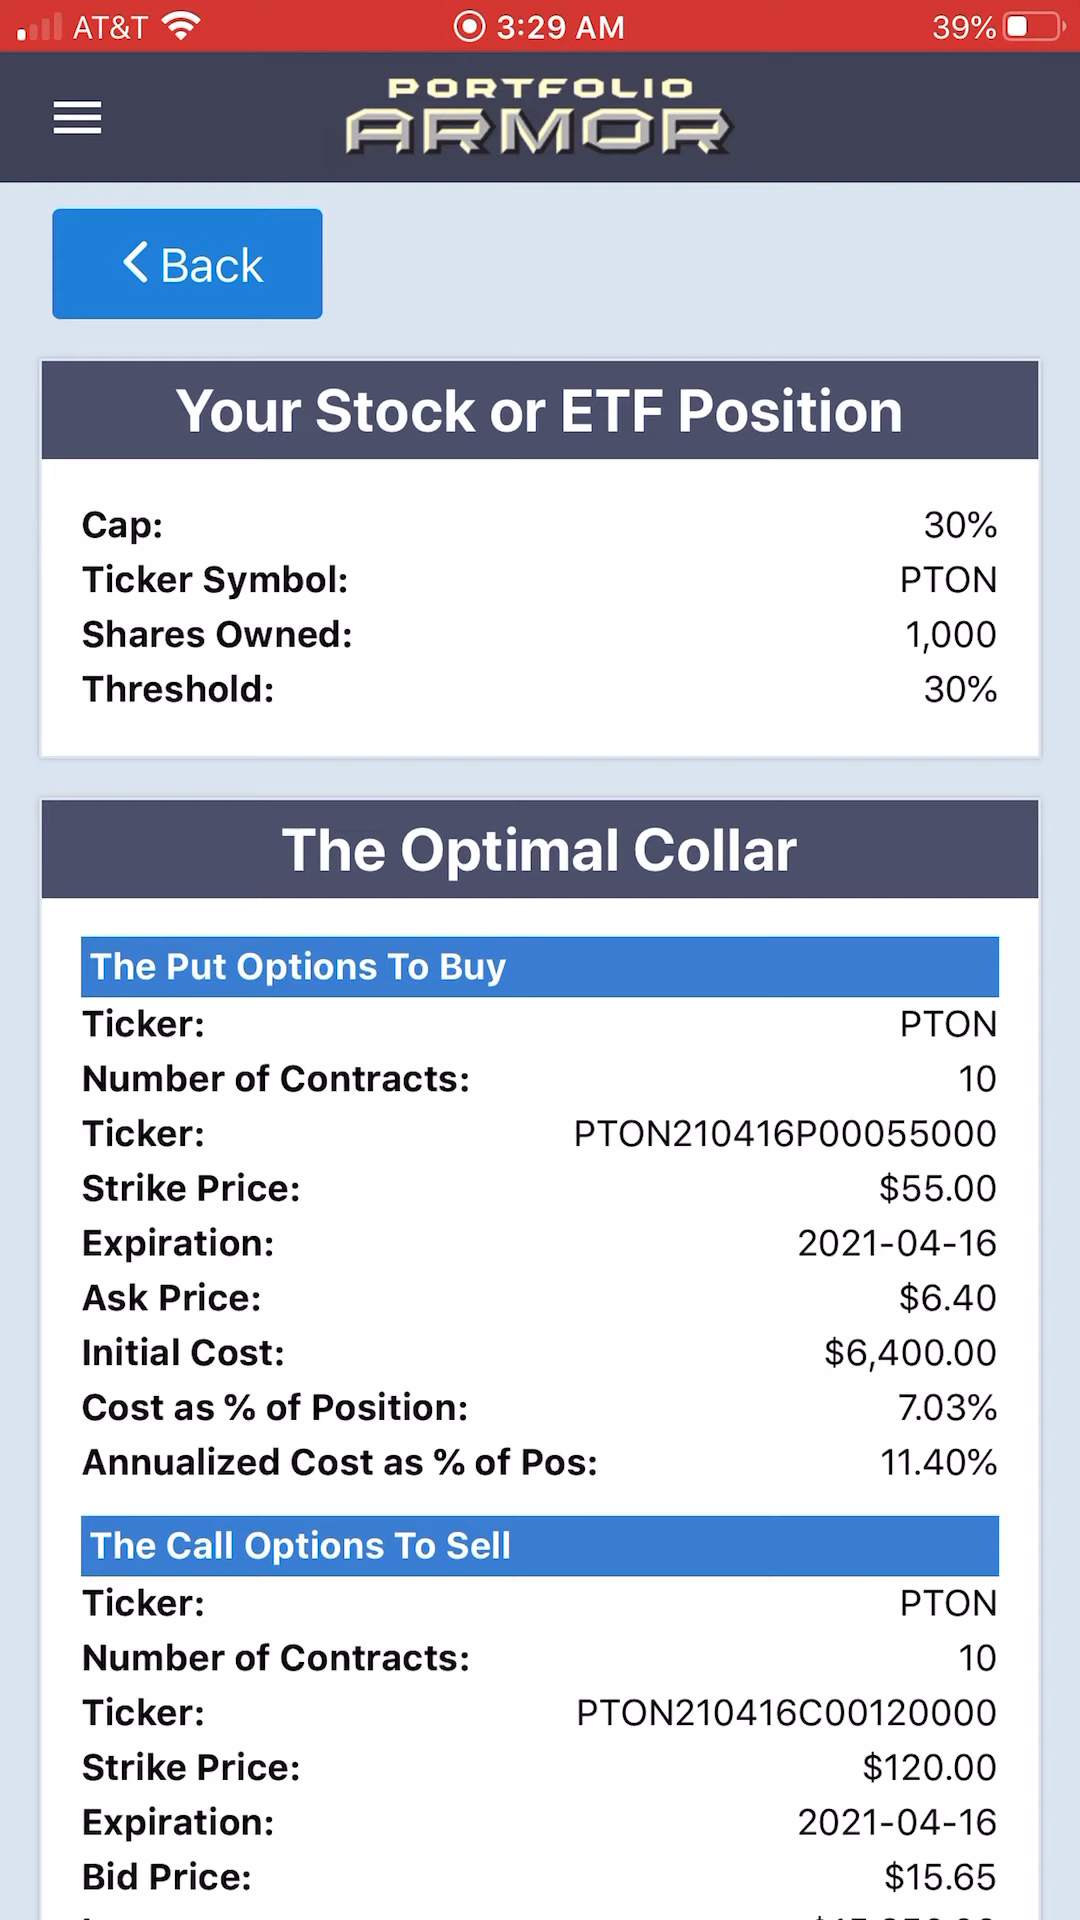 AT&T 3:29 AM 39%
PORTFOLIO
ARMOR
Back
Your Stock or ETF Position
Cap: 30%
Ticker Symbol: PTON
Shares Owned: 1,000
Threshold: 30%
The Optimal Collar
The Put Options To Buy
Ticker: PTON
Number of Contracts: 10
Ticker: PTON210416P00055000
Strike Price: $55.00
Expiration: 2021-04-16
Ask Price: $6.40
Initial Cost: $6,400.00
Cost as % of Position: 7.03%
Annualized Cost as % of Pos: 11.40%
The Call Options To Sell
Ticker: PTON
Number of Contracts: 10
Ticker: PTON210416C00120000
Strike Price: $120.00
Expiration: 2021-04-16
Bid Price: $15.65